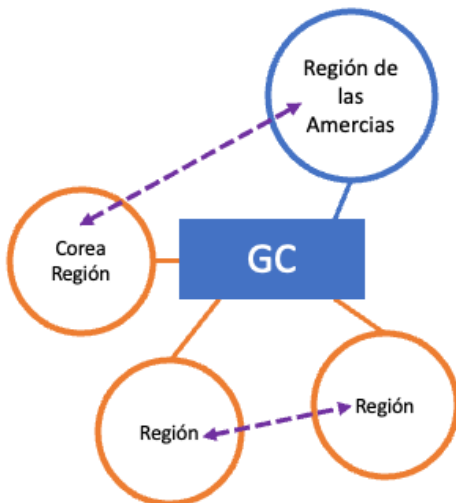 Región de
las
Amercias
Corea
Región
GC
Región
Región